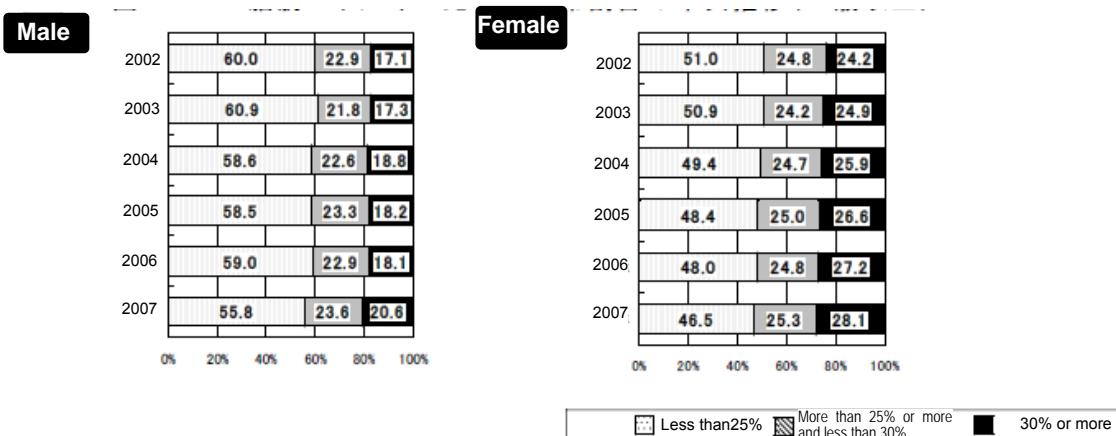 Male
2002 60.0 22.9 17.1
2003 60.9 21.8 17.3
2004 58.6 22.6 18.8
2005 58.5 23.3 18.2
2006 59.0 22.9 18.1
2007 55.8 23.6 20.6
0% 20% 40% 60% 80% 100%
Female
2002 51.0 24.8 24.2
2003 50.9 24.2 24.9
2004 49.4 24.7 25.9
2005 48.4 25.0 26.6
2006 48.0 24.8 27.2
2007 46.5 25.3 28.1
0% 20% 40% 60% 80% 100%
Less than25%
More than 25% or more
and less than 30%
30% or more